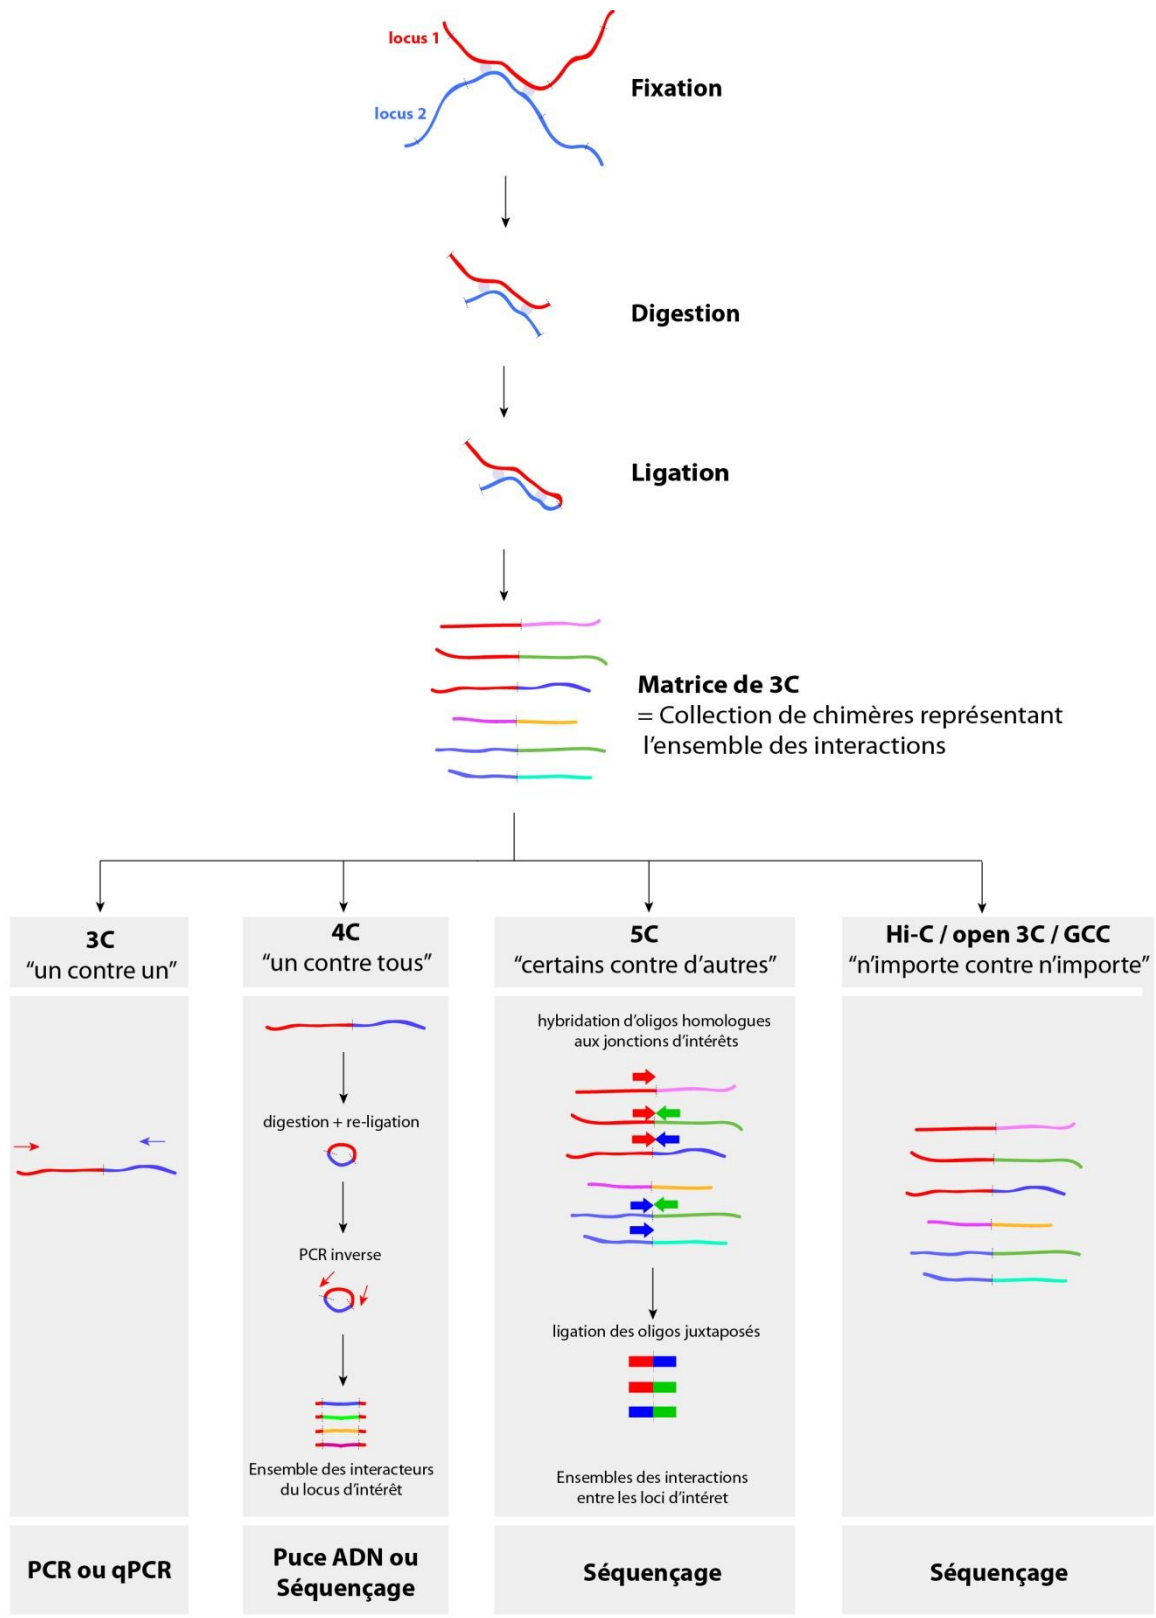 locus 1
Fixation
locus 2
Digestion
Ligation
Matrice de 3C
= Collection de chimères représentant
l'ensemble des interactions
3C
“un contre un”
4C
“un contre tous”
5C
“certains contre d'autres”
Hi-C / open 3C / GCC
“n'importe contre n'importe”
digestion + re-ligation
PCR inverse
Ensemble des interacteurs
du locus d'intérêt
hybridation d'oligos homologues
aux jonctions d'intérêts
ligation des oligos juxtaposés
Ensembles des interactions
entre les loci d'intéret
PCR ou qPCR
Puce ADN ou
Séquençage
Séquençage
Séquençage